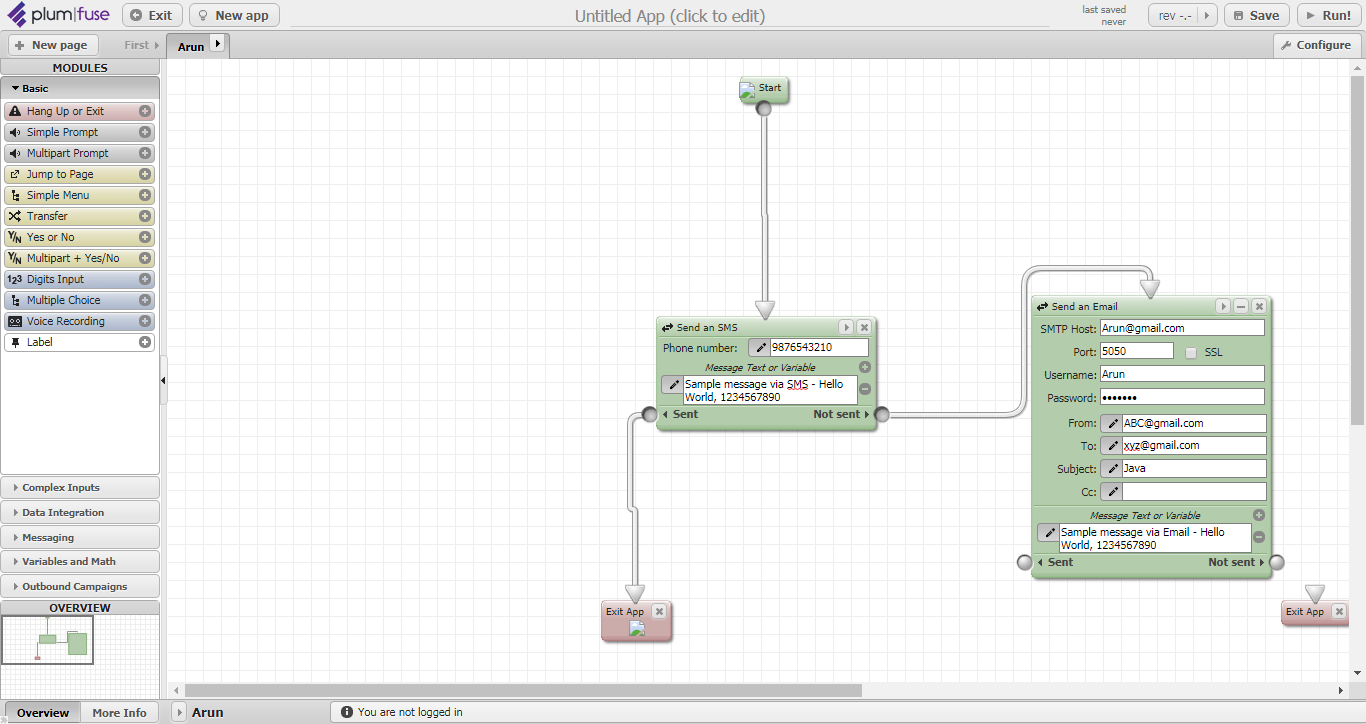 plum|fuse
Exit
New app
Untitled App (click to edit)
last saved
never
rev -.-
Save
Run!
New page
First
Arun
Configure
MODULES
Basic
Hang Up or Exit
Simple Prompt
Multipart Prompt
Jump to Page
Simple Menu
Transfer
Y/N Yes or No
Y/N Multipart + Yes/No
123 Digits Input
Multiple Choice
Voice Recording
Label
Complex Inputs
Data Integration
Messaging
Variables and Math
Outbound Campaigns
OVERVIEW
Overview
More Info
Start
Send an SMS
Phone number: 9876543210
Message Text or Variable
Sample message via SMS - Hello
World, 1234567890
Sent
Not sent
Exit App
Send an Email
SMTP Host: Arun@gmail.com
Port: 5050 SSL
Username: Arun
Password: •••••••
From: ABC@gmail.com
To: xyz@gmail.com
Subject: Java
Cc:
Message Text or Variable
Sample message via Email - Hello
World, 1234567890
Sent
Not sent
Exit App
Arun
You are not logged in